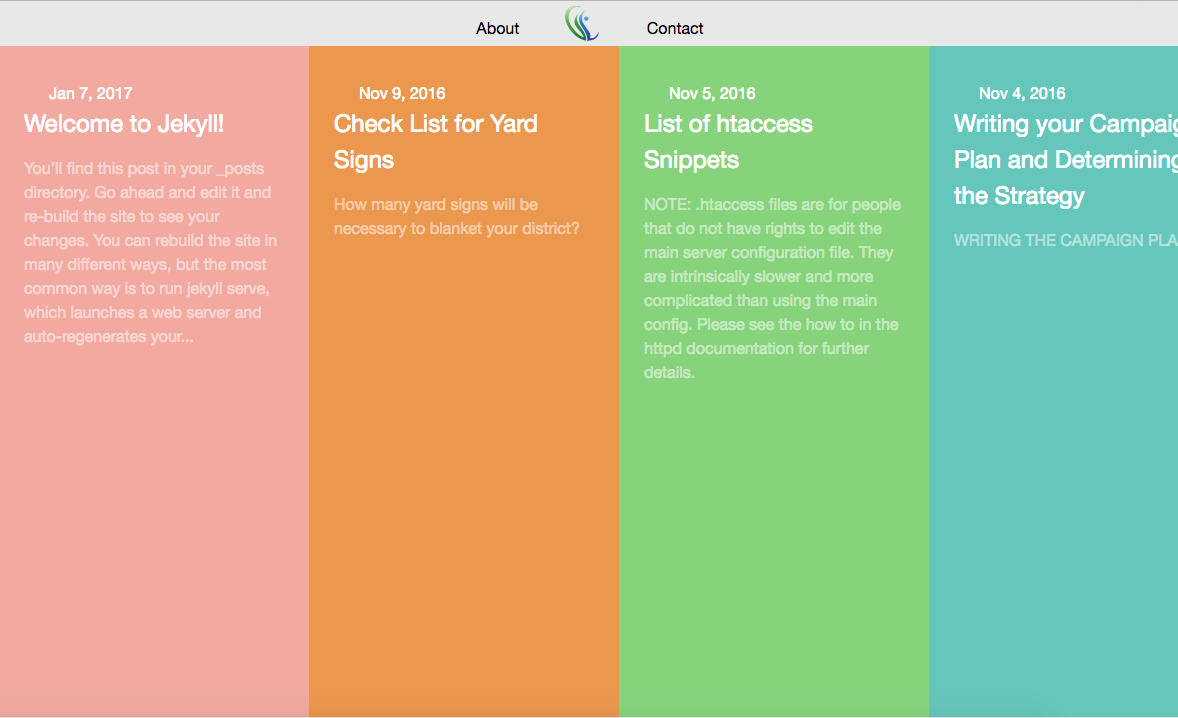 About
Contact
Jan 7, 2017
Welcome to Jekyll!
You'll find this post in your _posts
directory. Go ahead and edit it and
re-build the site to see your
changes. You can rebuild the site in
many different ways, but the most
common way is to run jekyll serve,
which launches a web server and
auto-regenerates your...
Nov 9, 2016
Check List for Yard
Signs
How many yard signs will be
necessary to blanket your district?
Nov 5, 2016
List of htaccess
Snippets
NOTE: .htaccess files are for people
that do not have rights to edit the
main server configuration file. They
are intrinsically slower and more
complicated than using the main
config. Please see the how to in the
httpd documentation for further
details.
Nov 4, 2016
Writing your Campaig
Plan and Determining
the Strategy
WRITING THE CAMPAIGN PLA